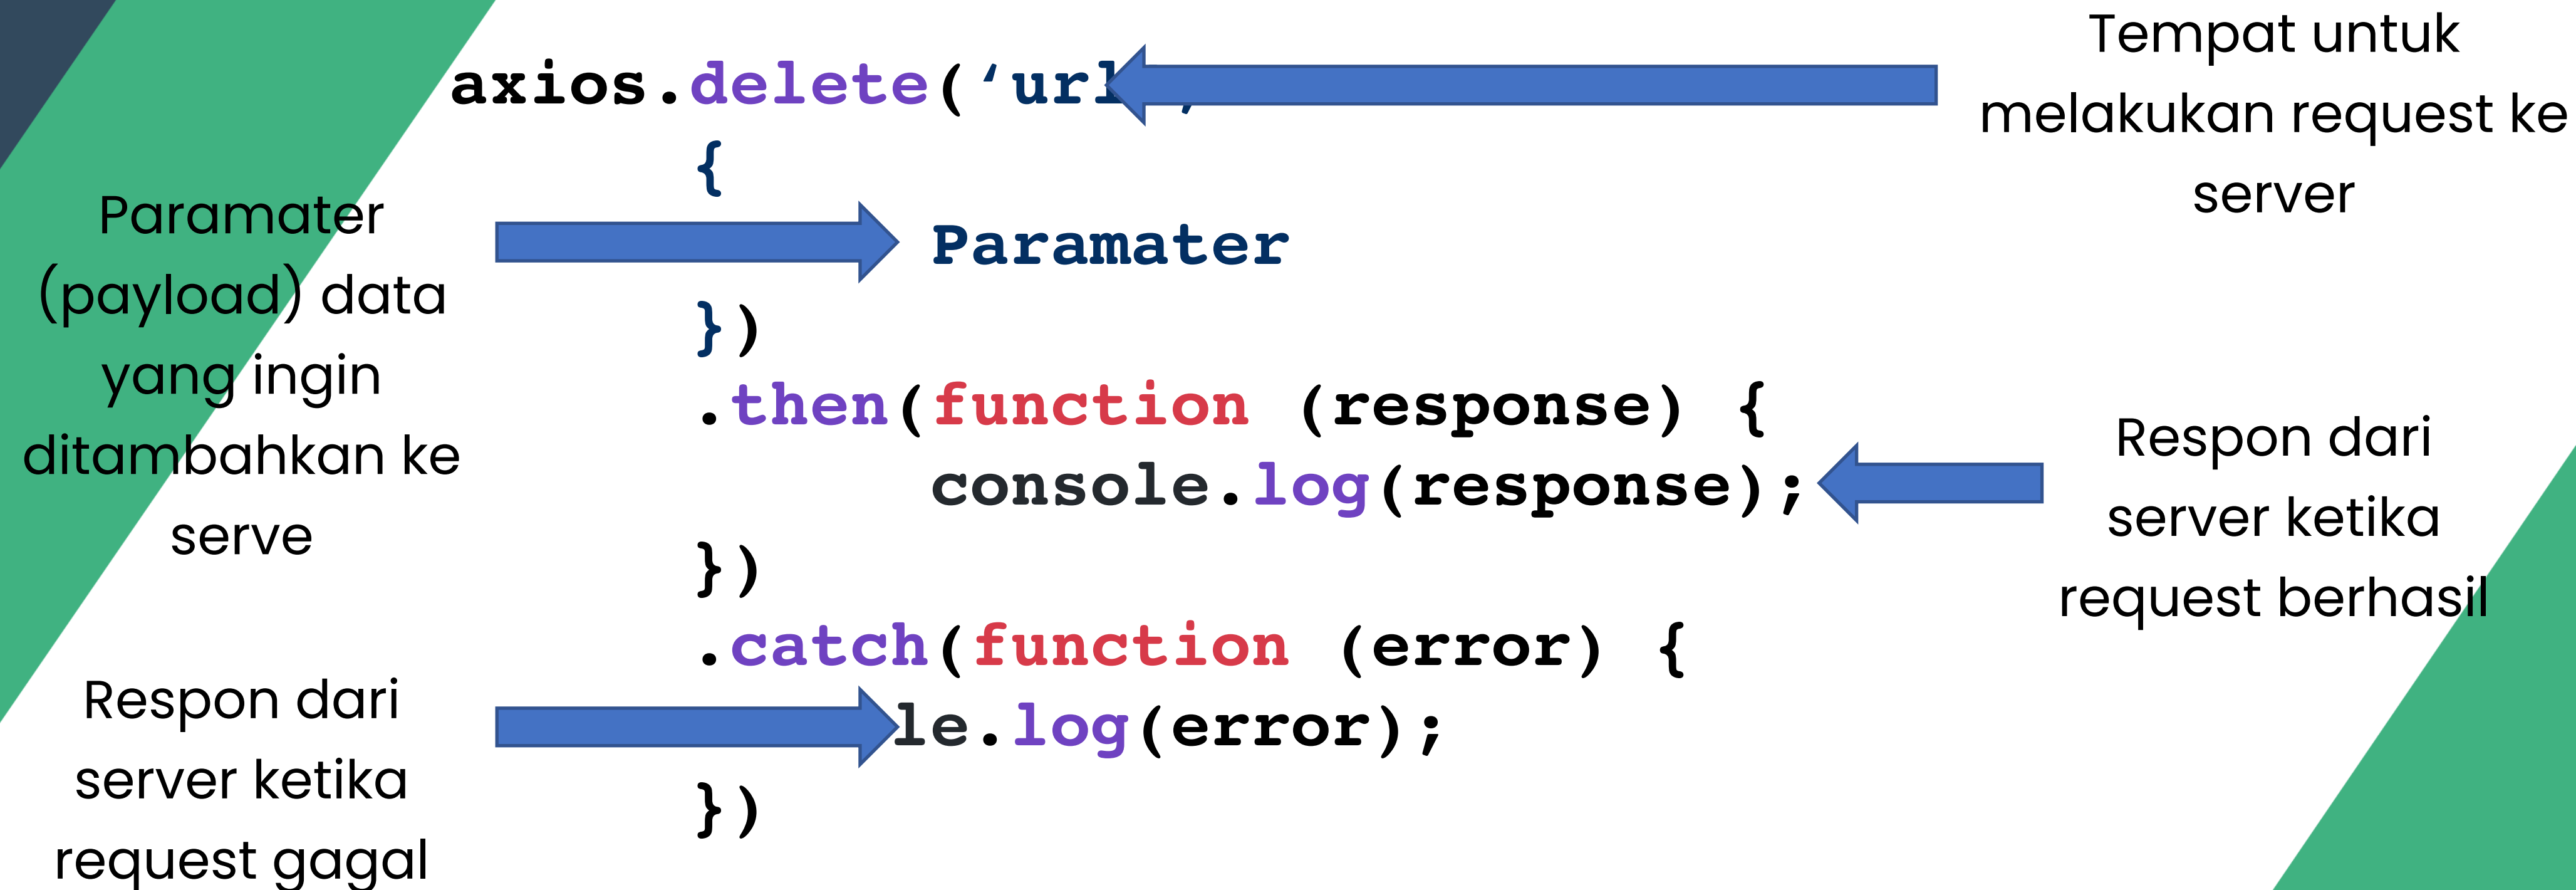 axios.delete(‘url’,
{
Paramater
})
.then(function (response) {
console.log(response);
})
.catch(function (error) {
le.log(error);
})
Tempat untuk
melakukan request ke
server
Paramater
(payload) data
yang ingin
ditambahkan ke
serve
Respon dari
server ketika
request berhasil
Respon dari
server ketika
request gagal